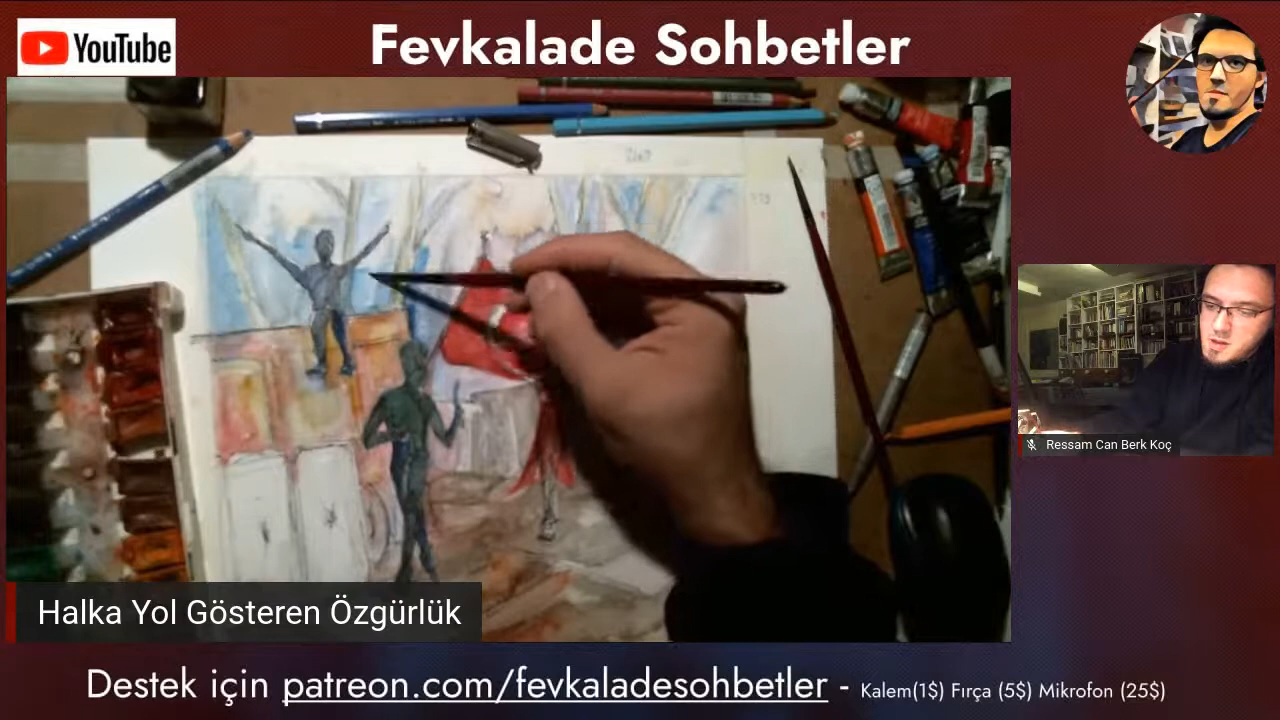 YouTube
Fevkalade Sohbetler
Ressam Can Berk Koç
Halka Yol Gösteren Özgürlük
Destek için patreon.com/fevkaladesohbetler - Kalem(1$) Fırça (5$) Mikrofon (25$)